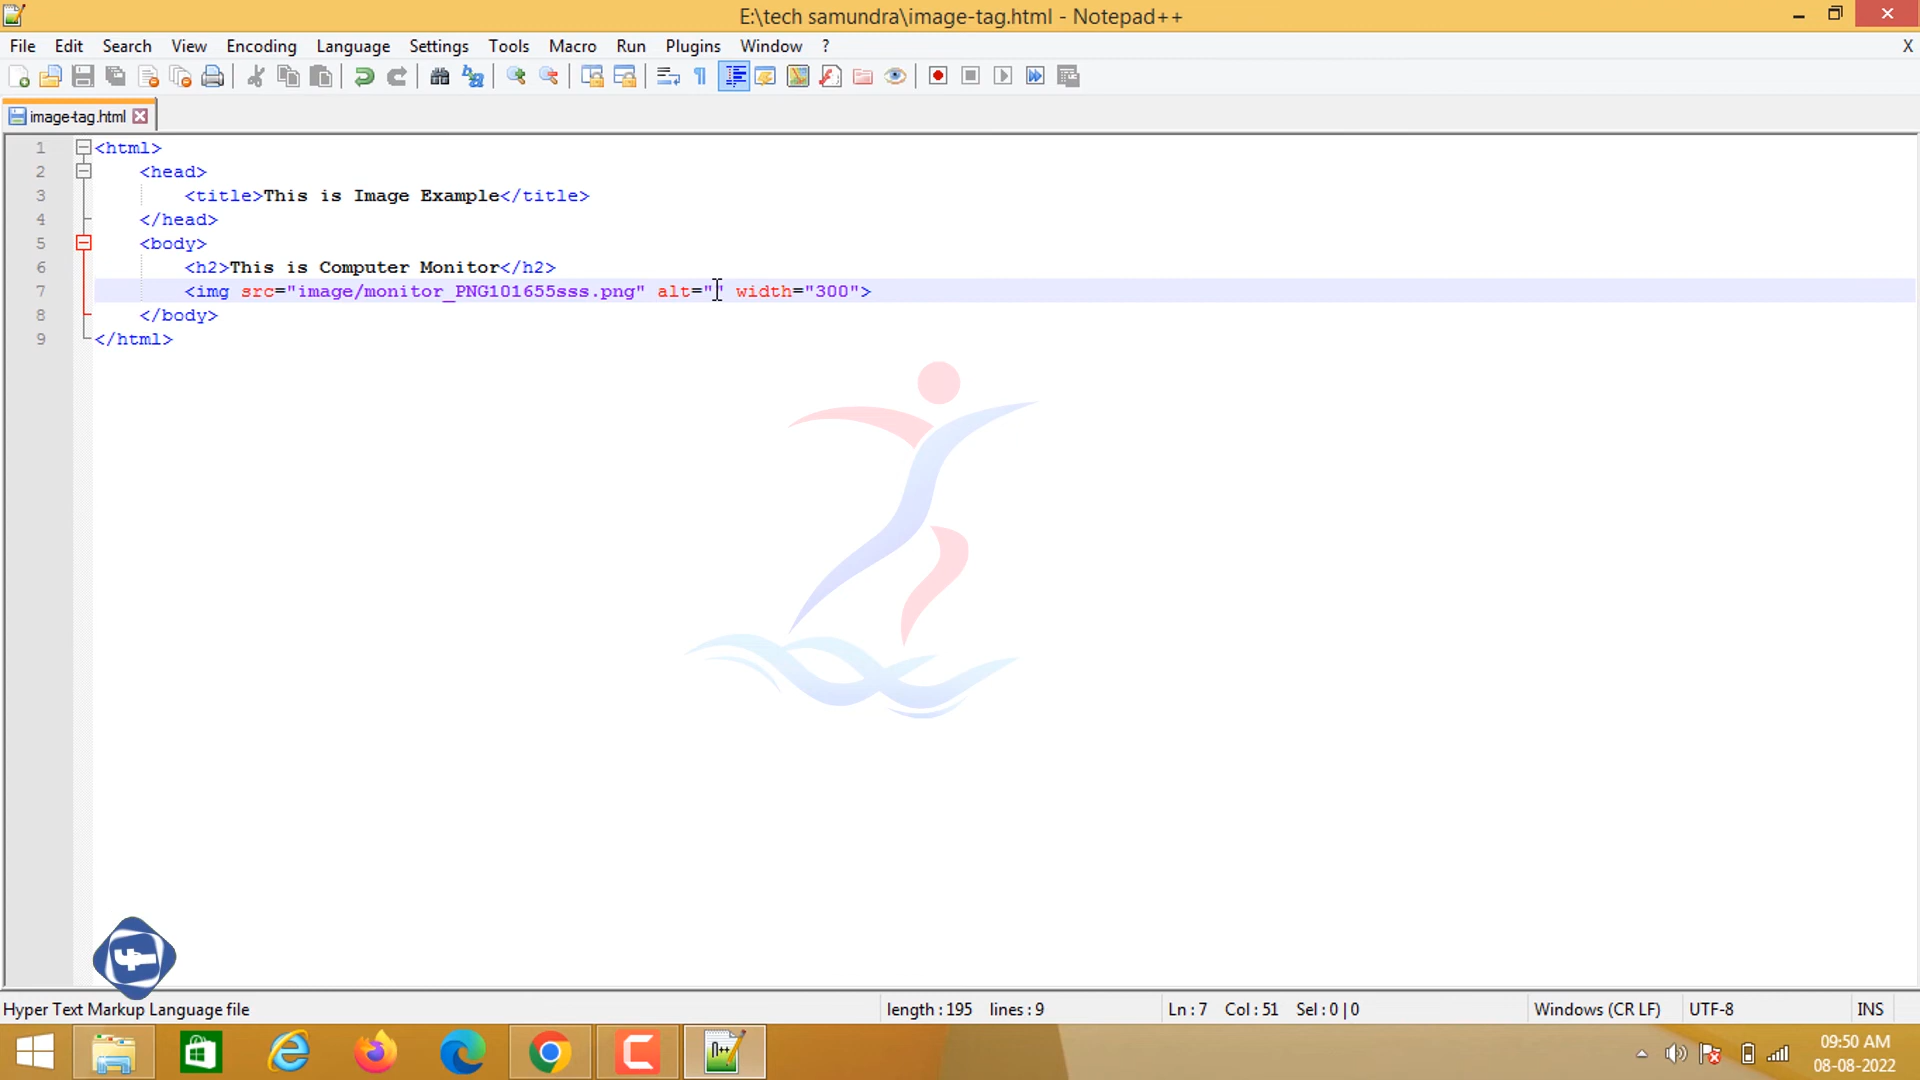 E:\tech samundra\image-tag.html - Notepad++
File Edit Search View Encoding Language Settings Tools Macro Run Plugins Window ? X
image-tag.html
1 <html>
2 <head>
3 <title>This is Image Example</title>
4 </head>
5 <body>
6 <h2>This is Computer Monitor</h2>
7 <img src="image/monitor_PNG101655sss.png" alt="" width="300">
8 </body>
9 </html>
Hyper Text Markup Language file length : 195 lines : 9 Ln : 7 Col : 51 Sel : 0 | 0 Windows (CR LF) UTF-8 INS
09:50 AM
08-08-2022